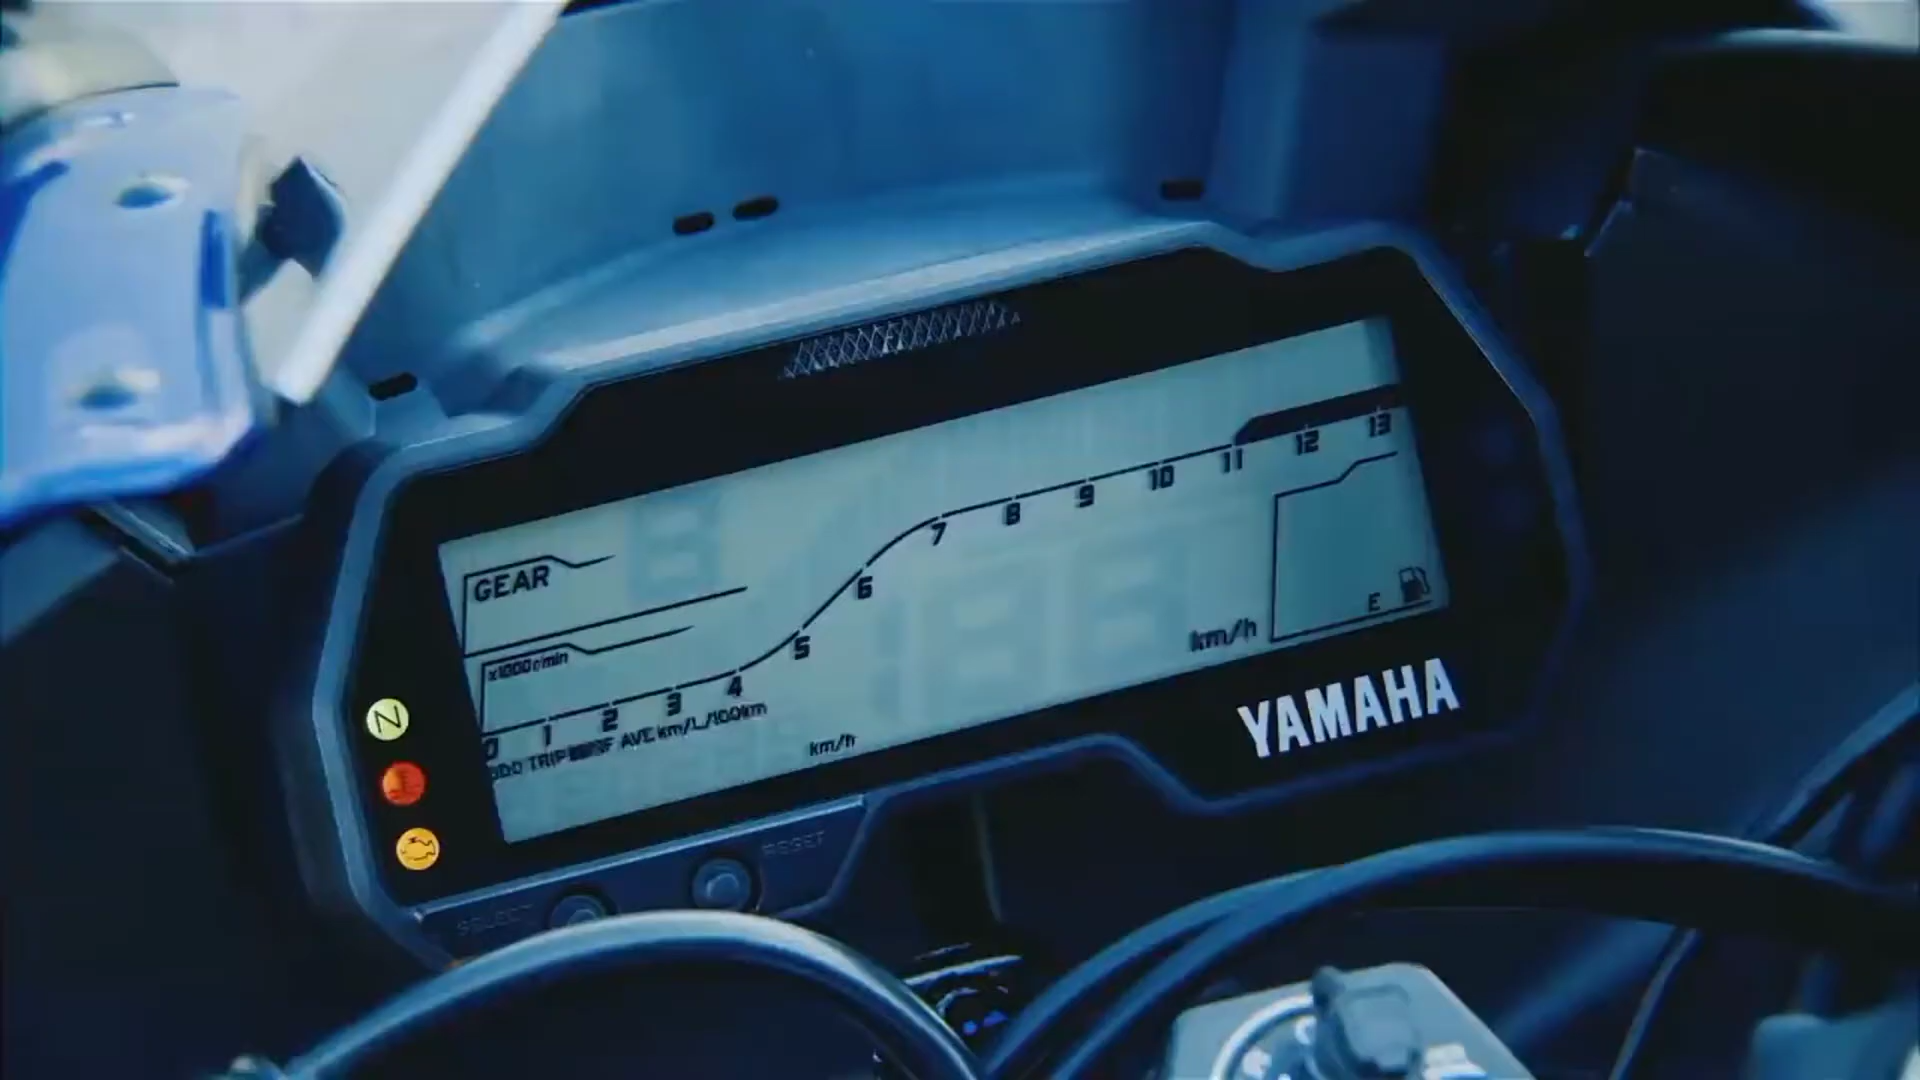 GEAR
x1000r/min
0 1 2 3 4 5 6 7 8 9 10 11 12 13
km/h
E
ODO TRIP AVE km/L/100km
km/h
N
YAMAHA
SELECT
RESET